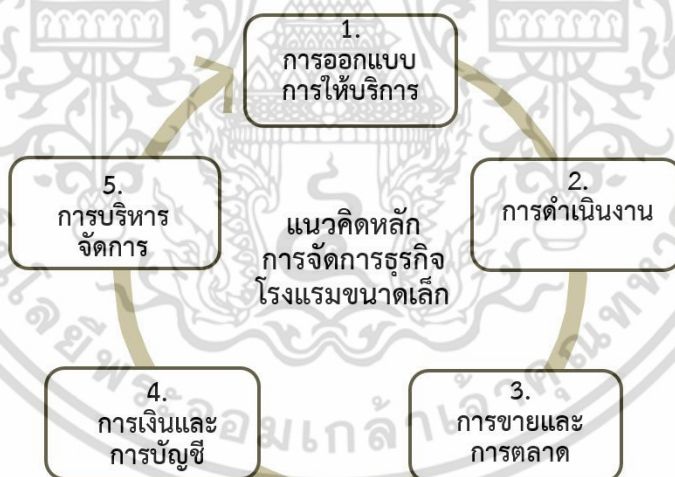 1.
การออกแบบ
การให้บริการ
2.
การดำเนินงาน
3.
การขายและ
การตลาด
4.
การเงินและ
การบัญชี
5.
การบริหาร
จัดการ
แนวคิดหลัก
การจัดการธุรกิจ
โรงแรมขนาดเล็ก